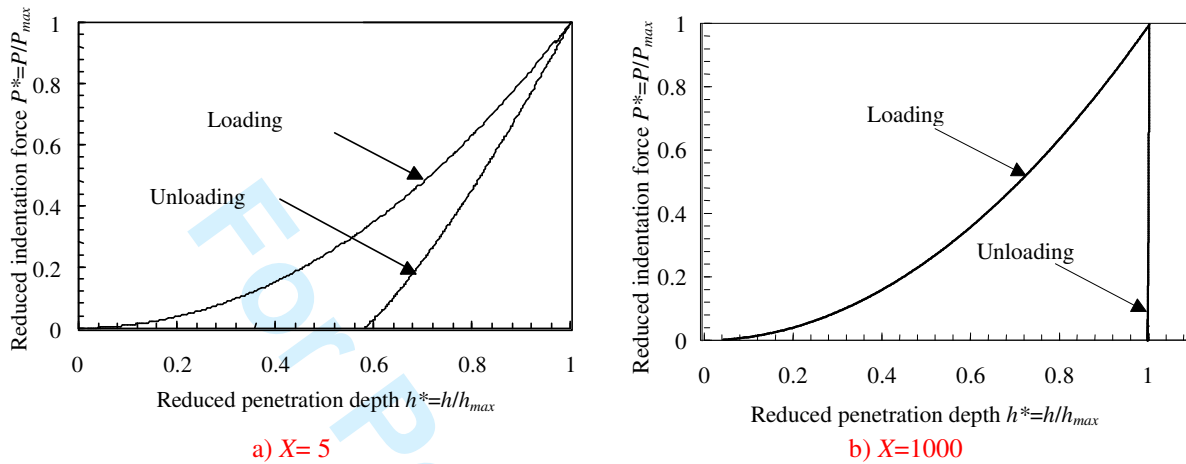 Reduced indentation force P*=P/Pmax
1
0.8
0.6
0.4
0.2
0
Loading
Unloading
0 0.2 0.4 0.6 0.8 1
Reduced penetration depth h*=h/hmax
a) X= 5
Reduced indentation force P*=P/Pmax
1
0.8
0.6
0.4
0.2
0
Loading
Unloading
0 0.2 0.4 0.6 0.8 1
Reduced penetration depth h*=h/hmax
b) X=1000
For P